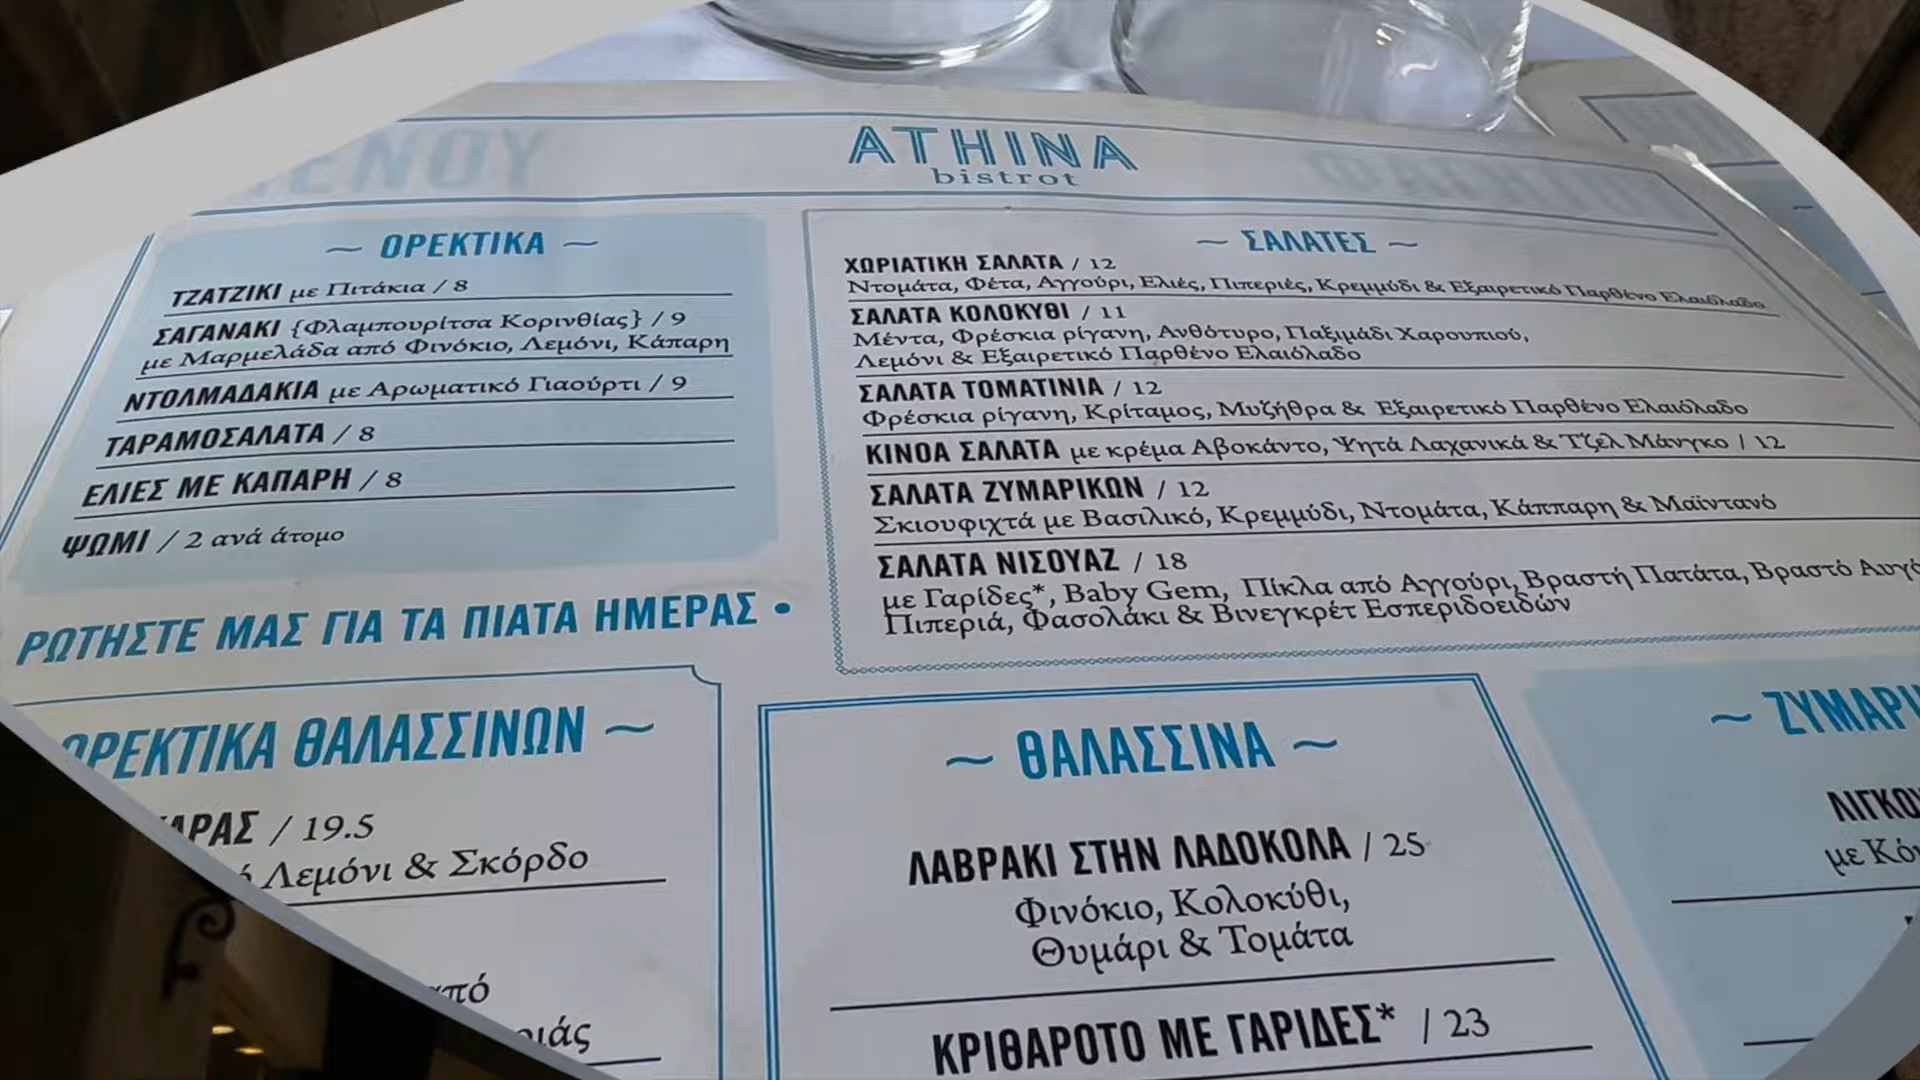 ATHINA
bistrot
~ ΟΡΕΚΤΙΚΑ ~
ΤΖΑΤΖΙΚΙ με Πιτάκια / 8
ΣΑΓΑΝΑΚΙ {Φλαμπουρίτσα Κορινθίας} / 9
με Μαρμελάδα από Φινόκιο, Λεμόνι, Κάπαρη
ΝΤΟΛΜΑΔΑΚΙΑ με Αρωματικό Γιαούρτι / 9
ΤΑΡΑΜΟΣΑΛΑΤΑ / 8
ΕΛΙΕΣ ΜΕ ΚΑΠΑΡΗ / 8
ΨΩΜΙ / 2 ανά άτομο
~ ΣΑΛΑΤΕΣ ~
ΧΩΡΙΑΤΙΚΗ ΣΑΛΑΤΑ / 12
Ντομάτα, Φέτα, Αγγούρι, Ελιές, Πιπεριές, Κρεμμύδι & Εξαιρετικό Παρθένο Ελαιόλαδο
ΣΑΛΑΤΑ ΚΟΛΟΚΥΘΙ / 11
Μέντα, Φρέσκια ρίγανη, Ανθότυρο, Παξιμάδι Χαρουπιού,
Λεμόνι & Εξαιρετικό Παρθένο Ελαιόλαδο
ΣΑΛΑΤΑ ΤΟΜΑΤΙΝΙΑ / 12
Φρέσκια ρίγανη, Κρίταμος, Μυζήθρα & Εξαιρετικό Παρθένο Ελαιόλαδο
ΚΙΝΟΑ ΣΑΛΑΤΑ με κρέμα Αβοκάντο, Ψητά Λαχανικά & Τζελ Μάνγκο / 12
ΣΑΛΑΤΑ ΖΥΜΑΡΙΚΩΝ / 12
Σκιουφιχτά με Βασιλικό, Κρεμμύδι, Ντομάτα, Κάππαρη & Μαϊντανό
ΣΑΛΑΤΑ ΝΙΣΟΥΑΖ / 18
με Γαρίδες*, Baby Gem, Πίκλα από Αγγούρι, Βραστή Πατάτα, Βραστό Αυγό
Πιπεριά, Φασολάκι & Βινεγκρέτ Εσπεριδοειδών
ΡΩΤΗΣΤΕ ΜΑΣ ΓΙΑ ΤΑ ΠΙΑΤΑ ΗΜΕΡΑΣ •
ΟΡΕΚΤΙΚΑ ΘΑΛΑΣΣΙΝΩΝ ~
/ 19.5
Λεμόνι & Σκόρδο
~ ΘΑΛΑΣΣΙΝΑ ~
ΛΑΒΡΑΚΙ ΣΤΗΝ ΛΑΔΟΚΟΛΑ / 25
Φινόκιο, Κολοκύθι,
Θυμάρι & Τομάτα
ΚΡΙΘΑΡΟΤΟ ΜΕ ΓΑΡΙΔΕΣ* / 23
~ ΖΥΜΑΡΙ
ΛΙΓΚΟΥ
με Κό